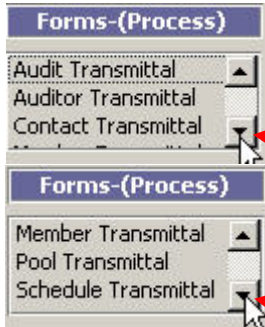 Forms-(Process)
Audit Transmittal
Auditor Transmittal
Contact Transmittal
Forms-(Process)
Member Transmittal
Pool Transmittal
Schedule Transmittal